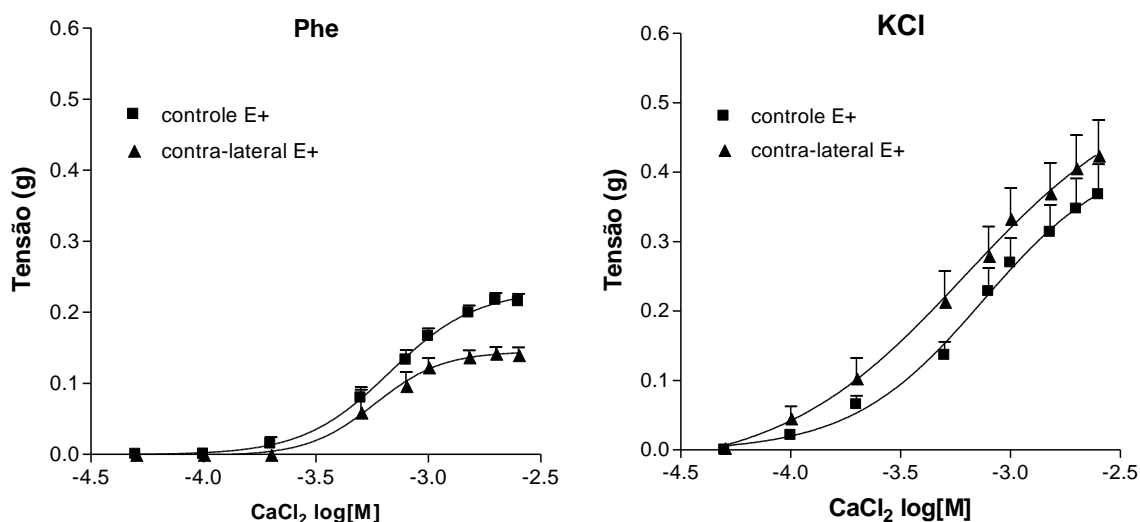 Phe
0.6
0.5
0.4
0.3
0.2
0.1
0.0
Tensão (g)
controle E+
contra-lateral E+
-4.5 -4.0 -3.5 -3.0 -2.5
CaCl₂ log[M]
KCl
0.6
0.5
0.4
0.3
0.2
0.1
0.0
Tensão (g)
controle E+
contra-lateral E+
-4.5 -4.0 -3.5 -3.0 -2.5
CaCl₂ log[M]